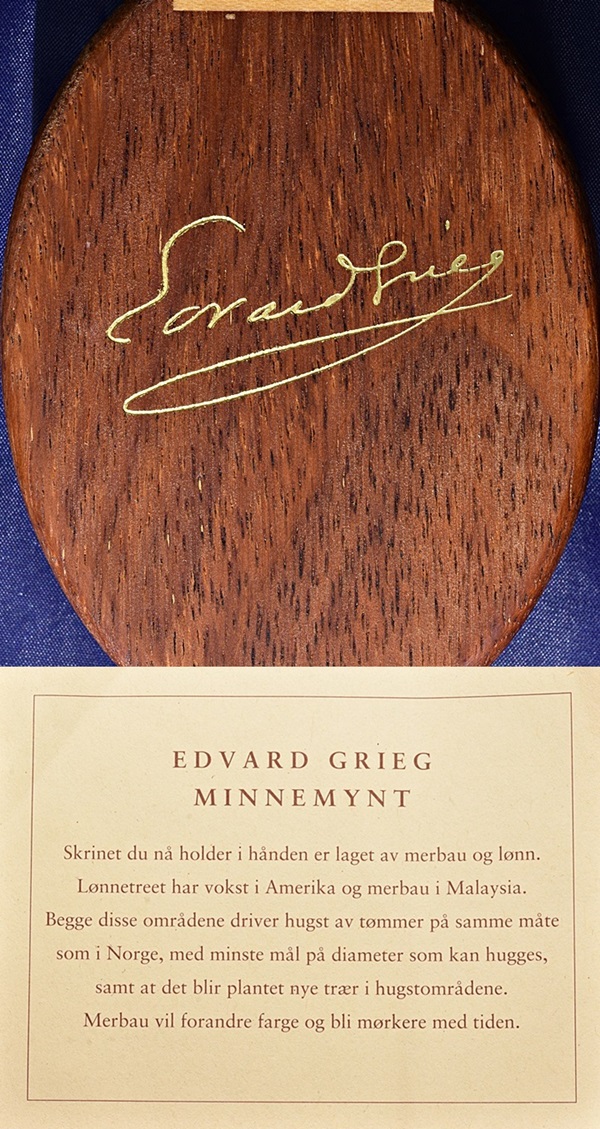 Edvard Grieg
EDVARD GRIEG
MINNEMYNT
Skrinet du nå holder i hånden er laget av merbau og lønn.
Lønnetreet har vokst i Amerika og merbau i Malaysia.
Begge disse områdene driver hugst av tømmer på samme måte
som i Norge, med minste mål på diameter som kan hugges,
samt at det blir plantet nye trær i hugstområdene.
Merbau vil forandre farge og bli mørkere med tiden.